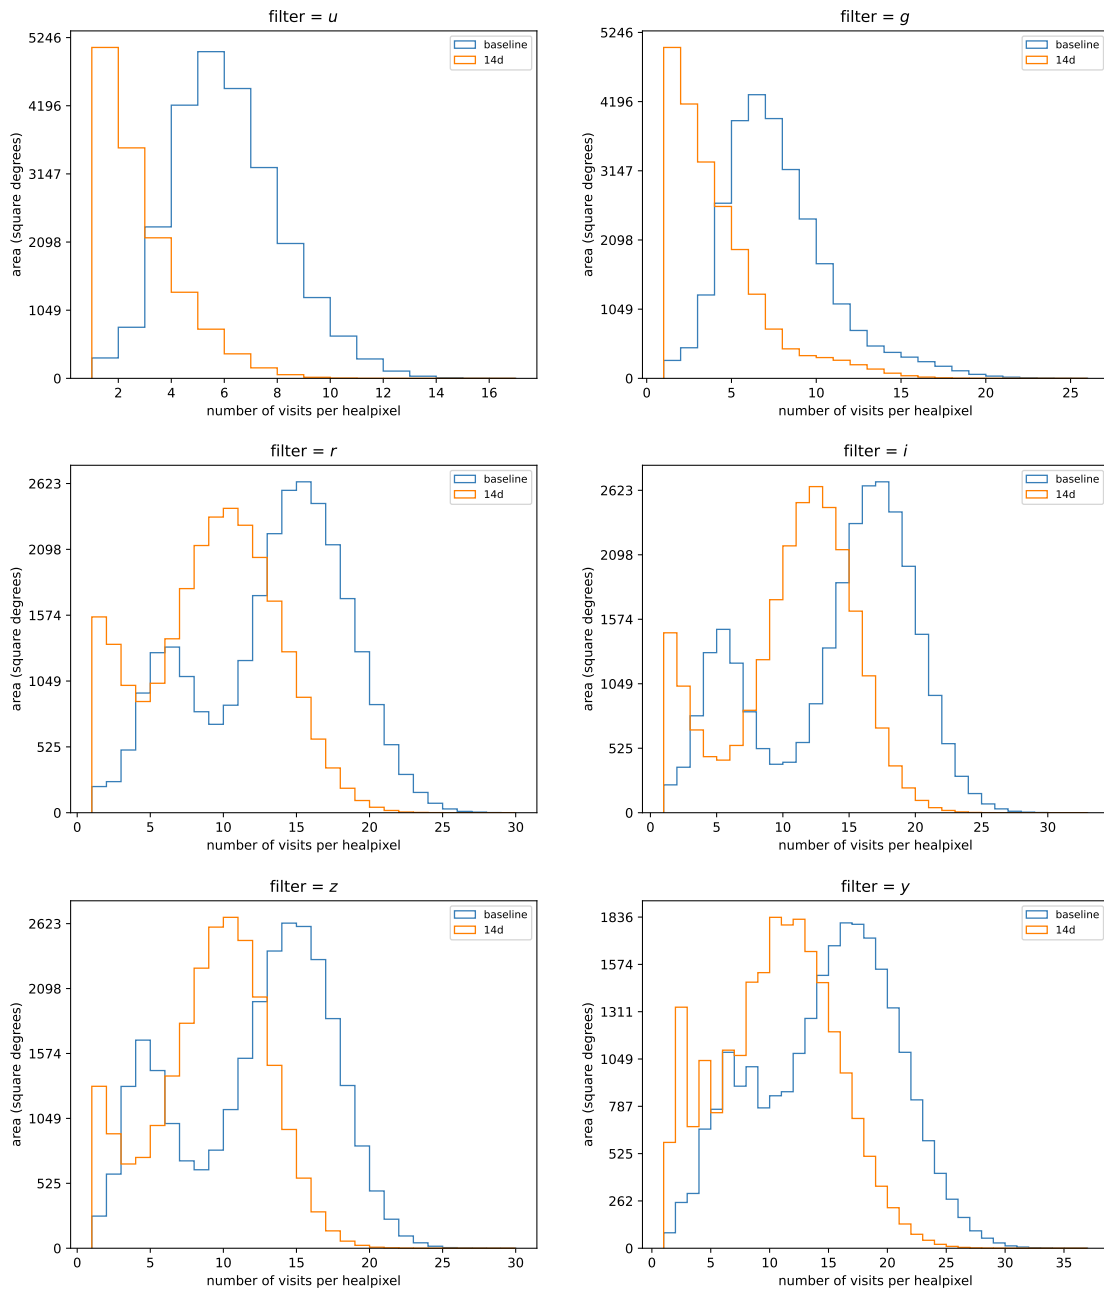 filter = u
area (square degrees)
5246
4196
3147
2098
1049
0
baseline
14d
2 4 6 8 10 12 14 16
number of visits per healpixel
filter = g
area (square degrees)
5246
4196
3147
2098
1049
0
baseline
14d
0 5 10 15 20 25
number of visits per healpixel
filter = r
area (square degrees)
2623
2098
1574
1049
525
0
baseline
14d
0 5 10 15 20 25 30
number of visits per healpixel
filter = i
area (square degrees)
2623
2098
1574
1049
525
0
baseline
14d
0 5 10 15 20 25 30
number of visits per healpixel
filter = z
area (square degrees)
2623
2098
1574
1049
525
0
baseline
14d
0 5 10 15 20 25 30
number of visits per healpixel
filter = y
area (square degrees)
1836
1574
1311
1049
787
525
262
0
baseline
14d
0 5 10 15 20 25 30 35
number of visits per healpixel